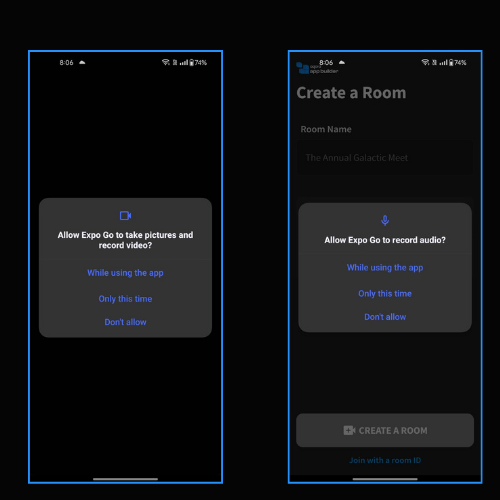 8:06
74%
Allow Expo Go to take pictures and
record video?
While using the app
Only this time
Don't allow
8:06
74%
app builder
Create a Room
Room Name
The Annual Galactic Meet
Allow Expo Go to record audio?
While using the app
Only this time
Don't allow
CREATE A ROOM
Join with a room ID